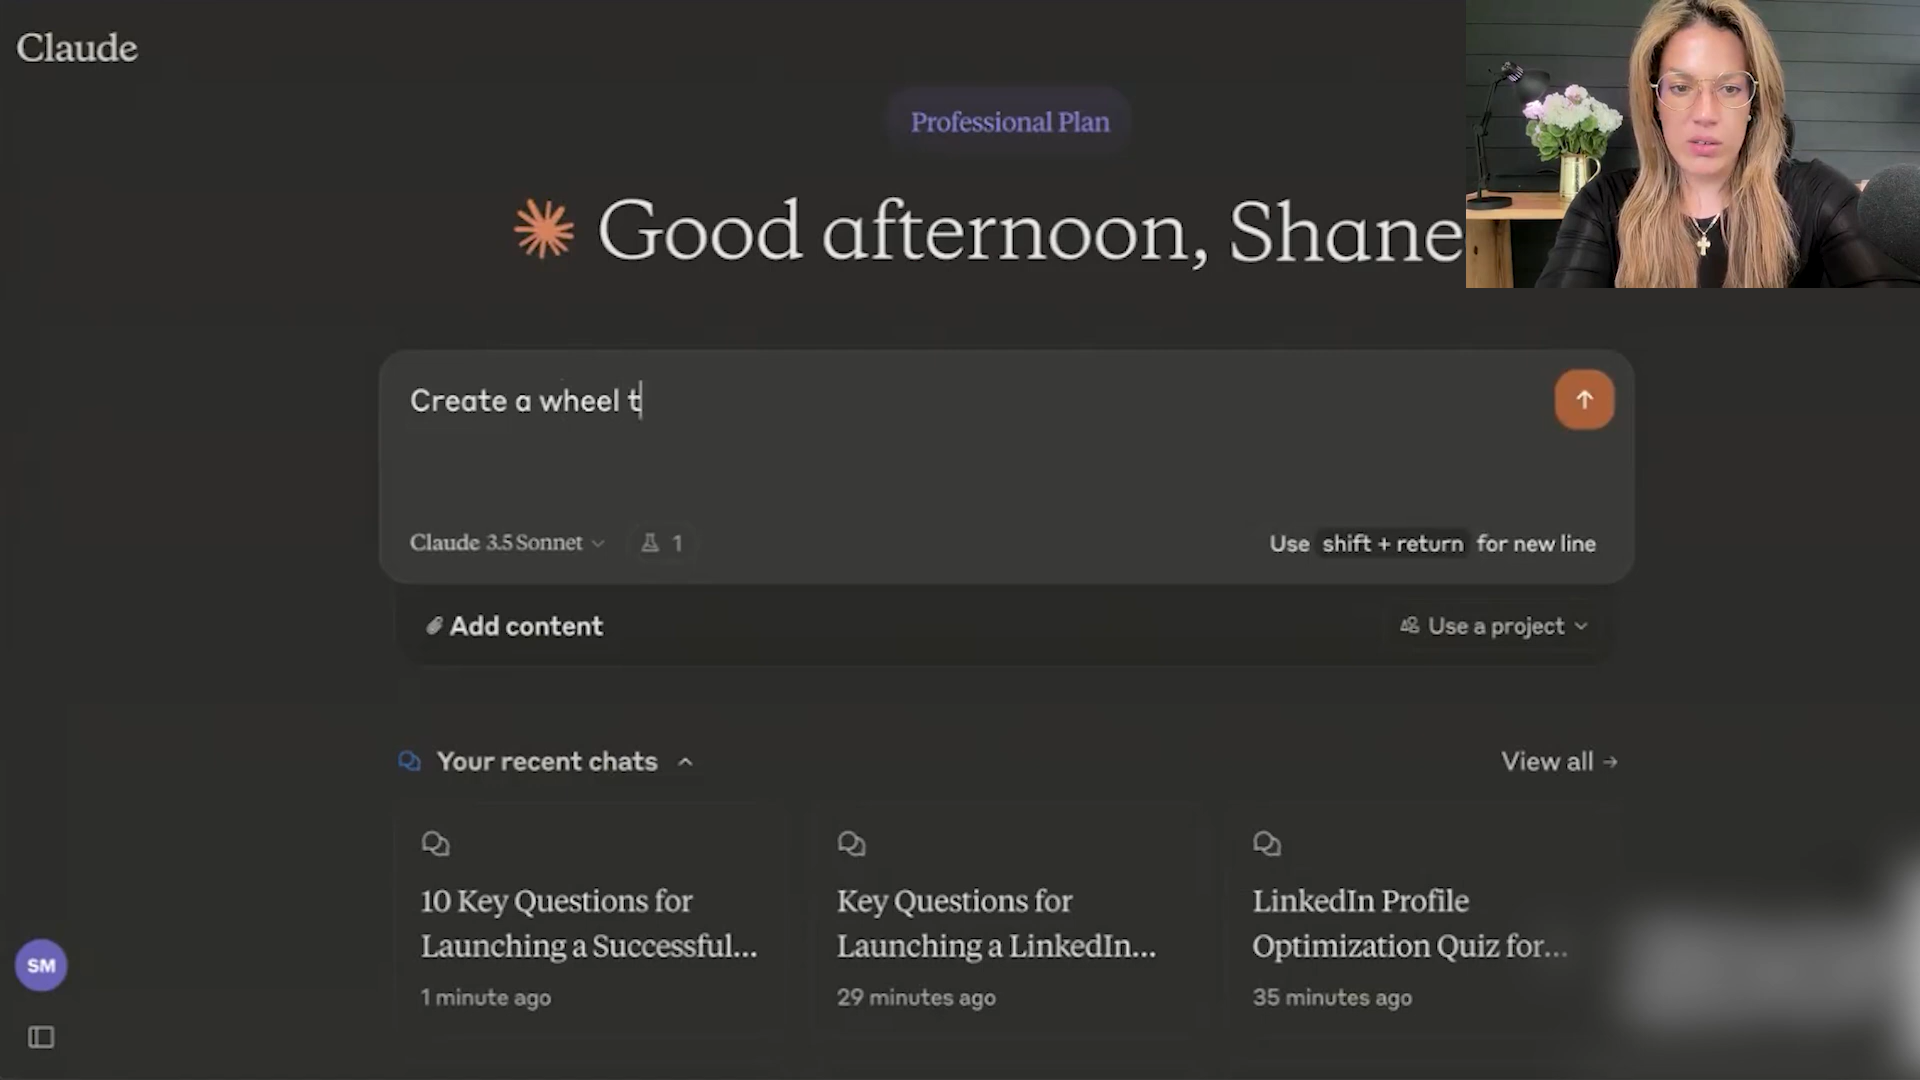 Claude
Professional Plan
Good afternoon, Shane
Create a wheel t
Claude 3.5 Sonnet
1
Use shift + return for new line
Add content
Use a project
Your recent chats
View all →
10 Key Questions for
Launching a Successful...
1 minute ago
Key Questions for
Launching a LinkedIn...
29 minutes ago
LinkedIn Profile
Optimization Quiz for...
35 minutes ago
SM